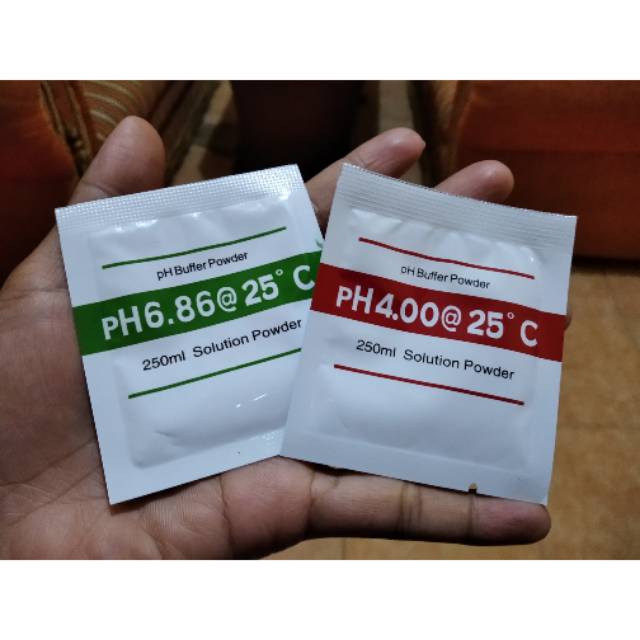 pH Buffer Powder
pH6.86@ 25° C
250ml Solution Powder
pH Buffer Powder
pH4.00@ 25° C
250ml Solution Powder